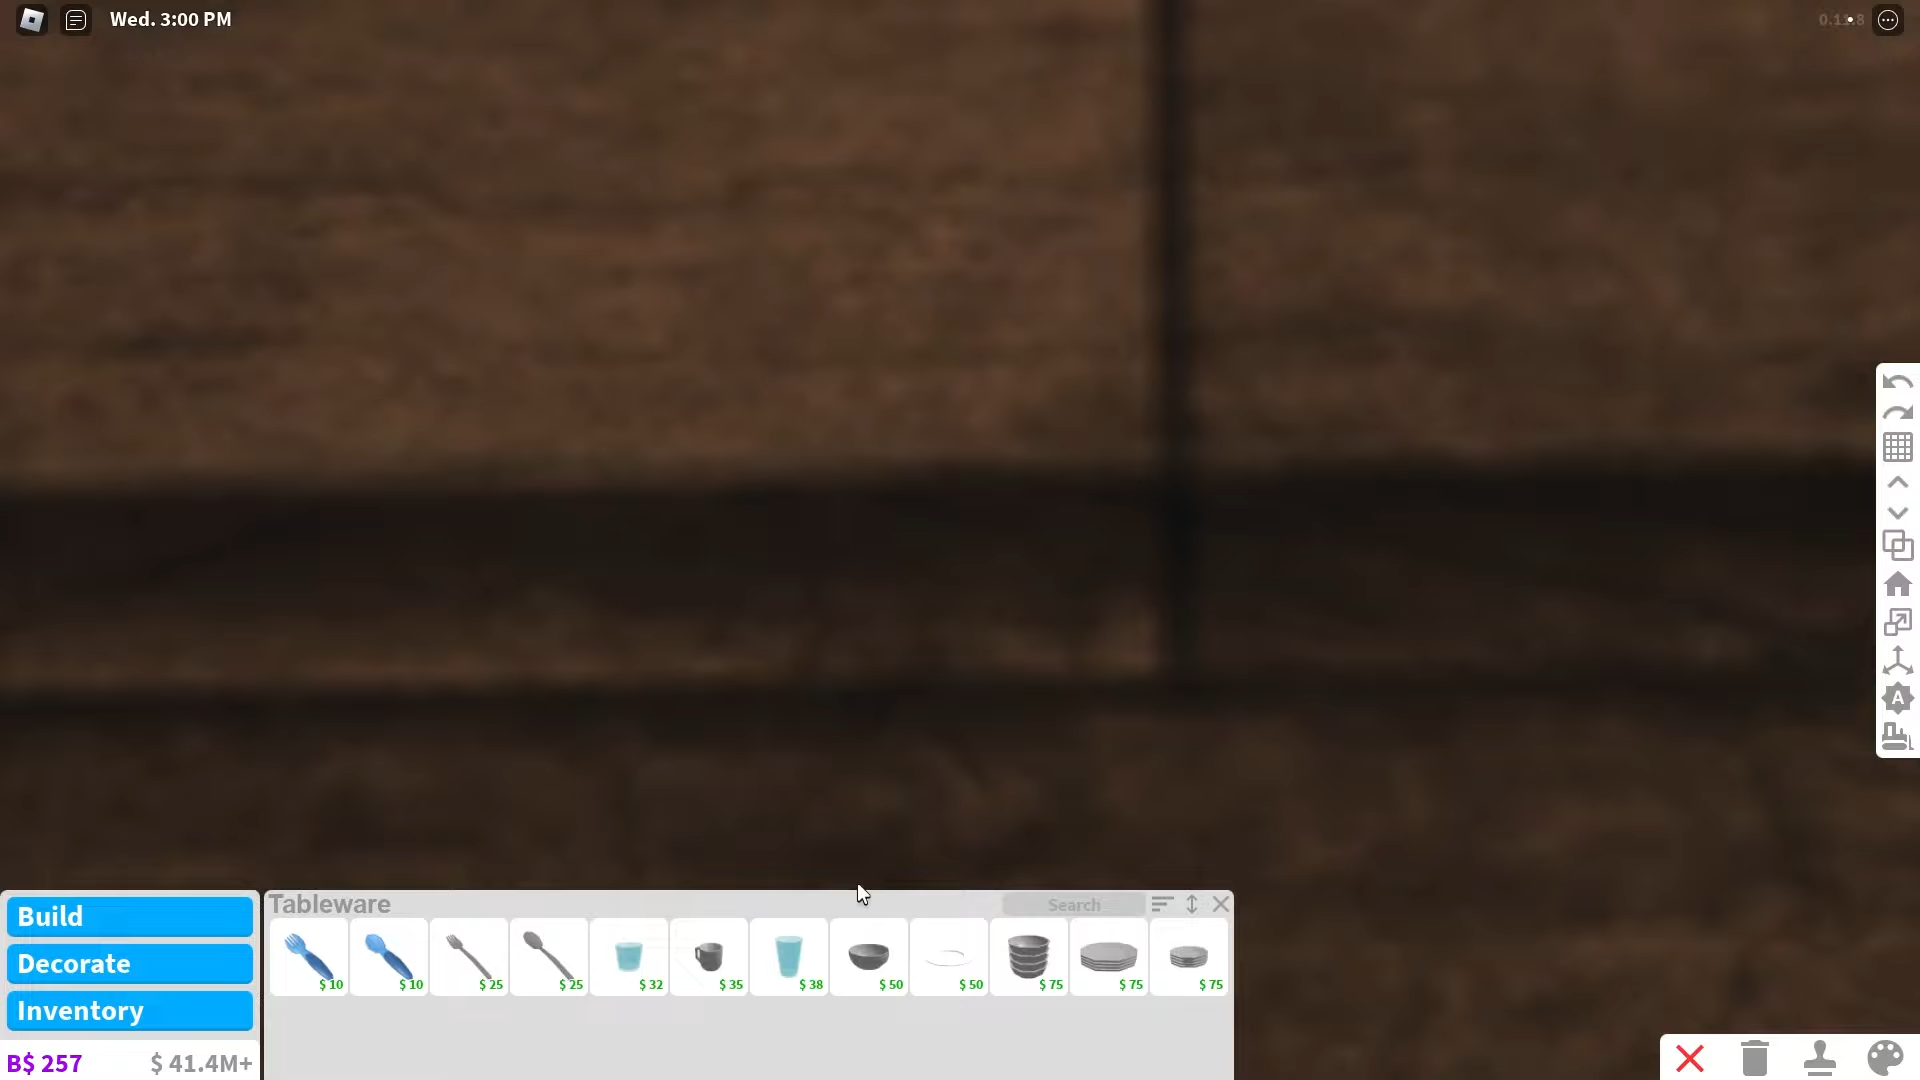 Wed. 3:00 PM
Build
Decorate
Inventory
B$ 257
$ 41.4M+
Tableware
Search
$ 10
$ 10
$ 25
$ 25
$ 32
$ 35
$ 38
$ 50
$ 50
$ 75
$ 75
$ 75
A